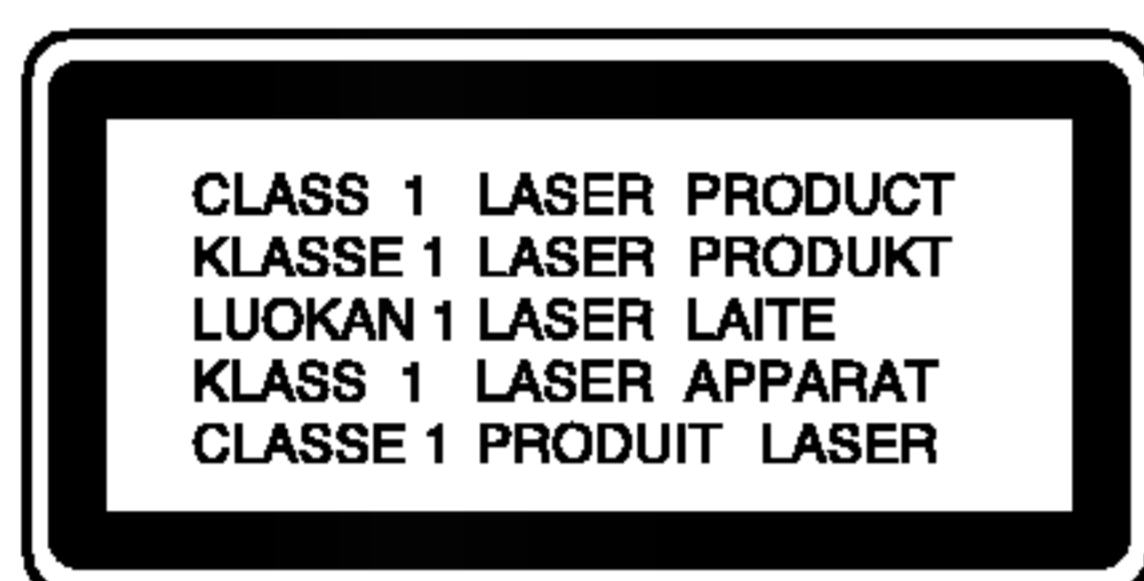 CLASS 1 LASER PRODUCT
KLASSE 1 LASER PRODUKT
LUOKAN 1 LASER LAITE
KLASS 1 LASER APPARAT
CLASSE 1 PRODUIT LASER